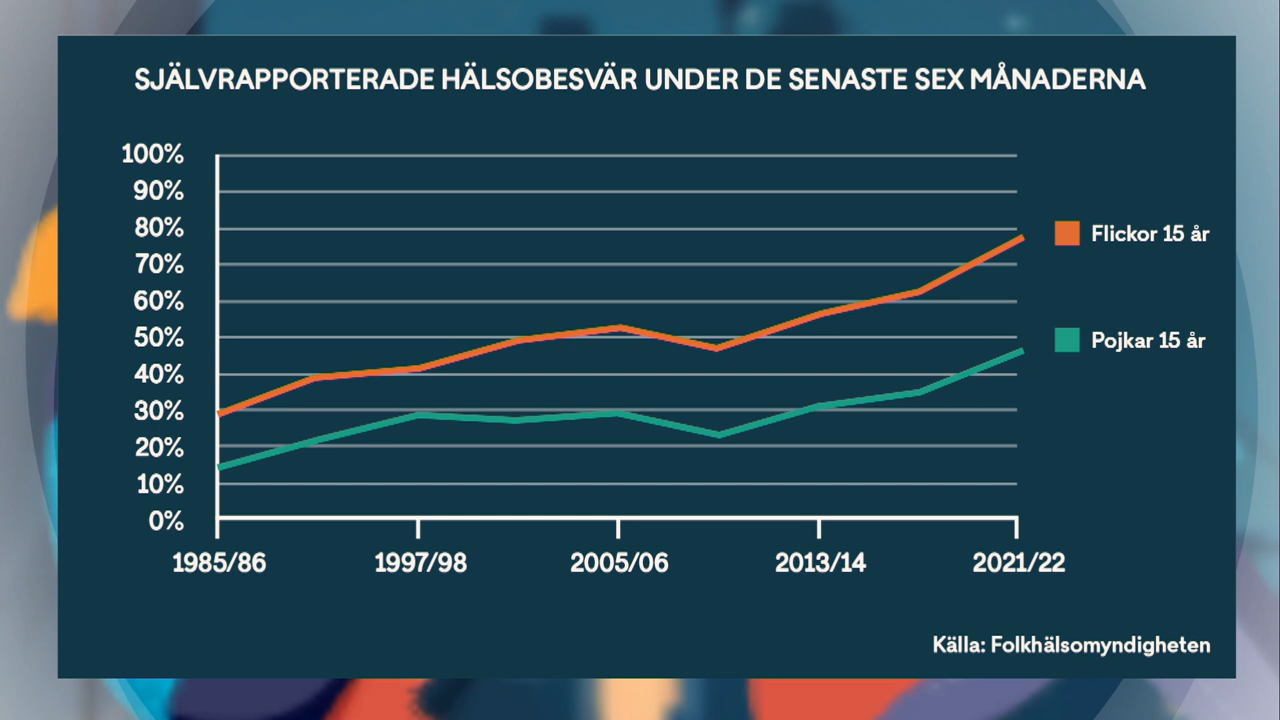 SJÄLVRAPPORTERADE HÄLSOBESVÄR UNDER DE SENASTE SEX MÅNADERNA
100%
90%
80%
70%
60%
50%
40%
30%
20%
10%
0%
1985/86 1997/98 2005/06 2013/14 2021/22
Flickor 15 år
Pojkar 15 år
Källa: Folkhälsomyndigheten